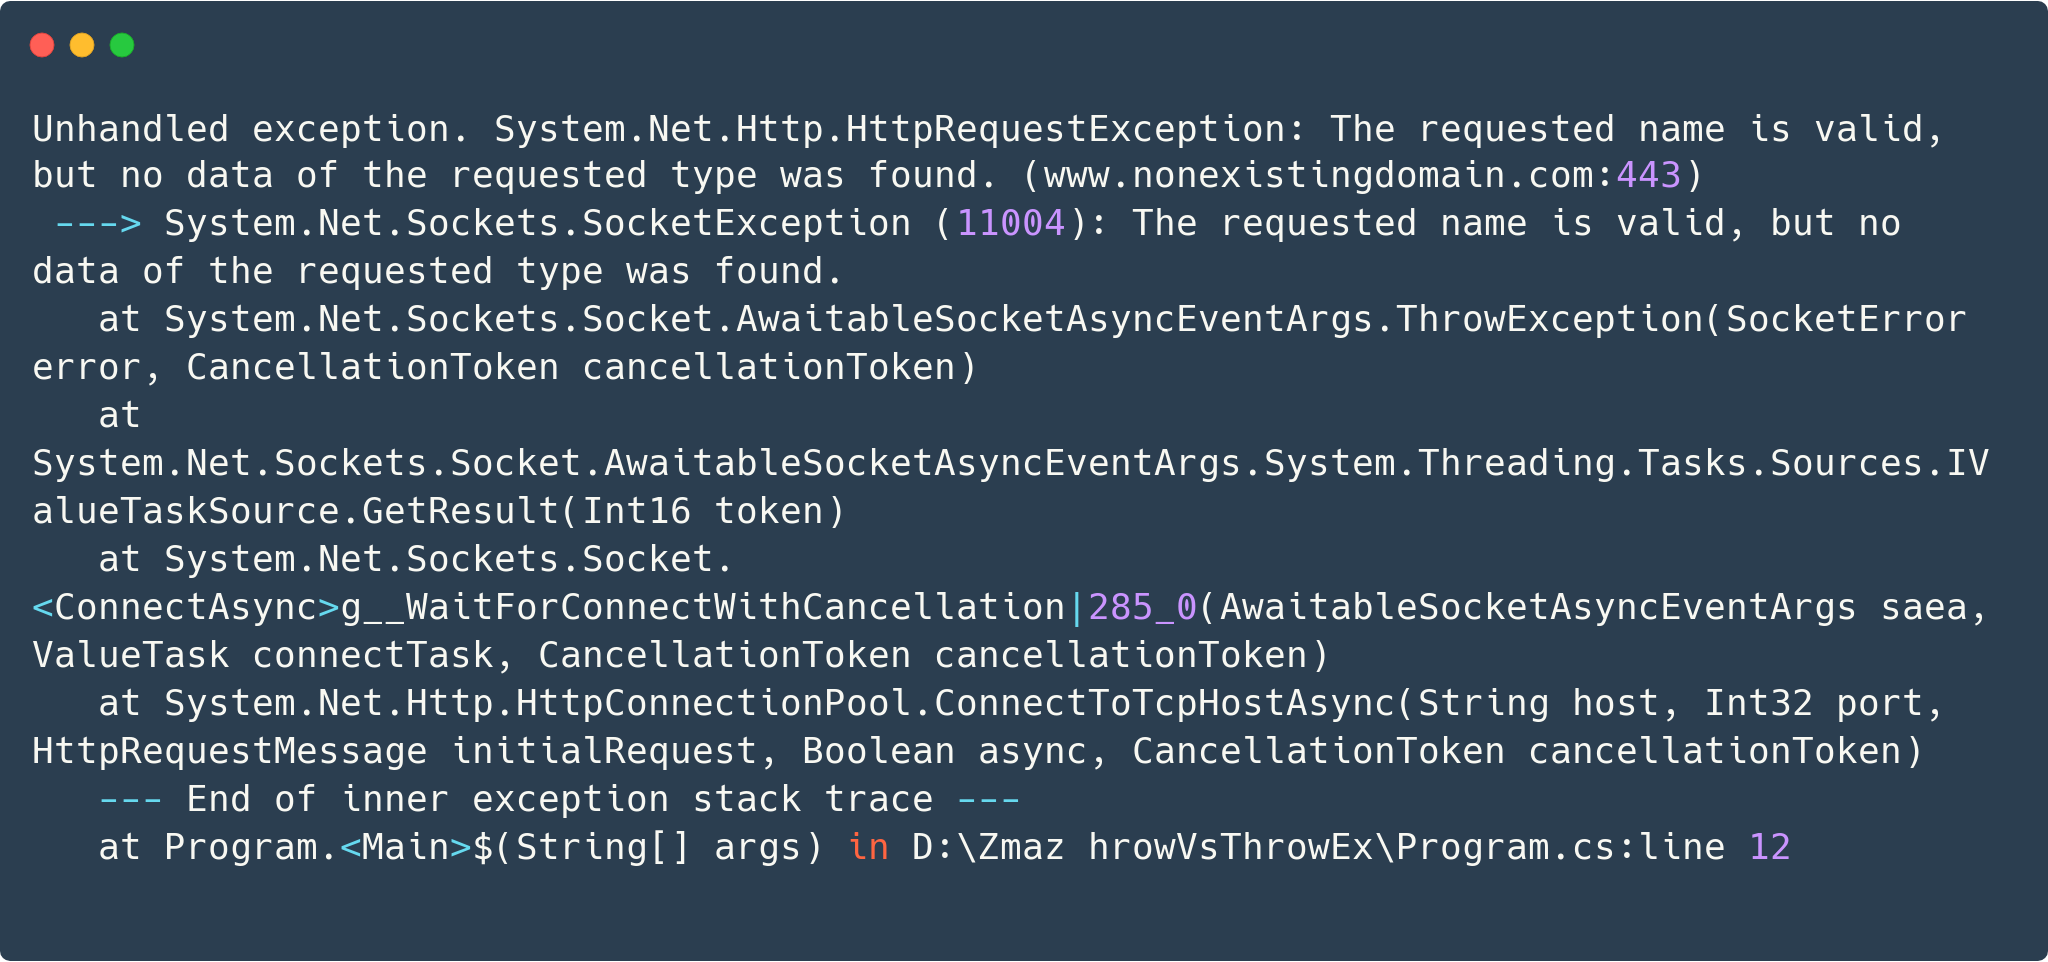 Unhandled exception. System.Net.Http.HttpRequestException: The requested name is valid,
but no data of the requested type was found. (www.nonexistingdomain.com:443)
 ---> System.Net.Sockets.SocketException (11004): The requested name is valid, but no
data of the requested type was found.
   at System.Net.Sockets.Socket.AwaitableSocketAsyncEventArgs.ThrowException(SocketError
error, CancellationToken cancellationToken)
   at
System.Net.Sockets.Socket.AwaitableSocketAsyncEventArgs.System.Threading.Tasks.Sources.IV
alueTaskSource.GetResult(Int16 token)
   at System.Net.Sockets.Socket.
<ConnectAsync>g__WaitForConnectWithCancellation|285_0(AwaitableSocketAsyncEventArgs saea,
ValueTask connectTask, CancellationToken cancellationToken)
   at System.Net.Http.HttpConnectionPool.ConnectToTcpHostAsync(String host, Int32 port,
HttpRequestMessage initialRequest, Boolean async, CancellationToken cancellationToken)
   --- End of inner exception stack trace ---
   at Program.<Main>$(String[] args) in D:\Zmaz hrowVsThrowEx\Program.cs:line 12